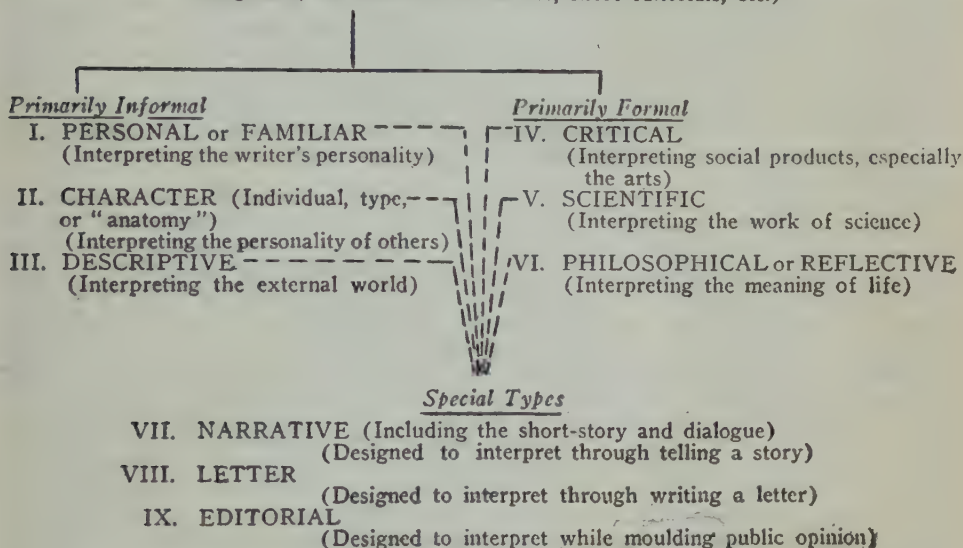 Primarily Informal
I. PERSONAL or FAMILIAR
(Interpreting the writer's personality)
II. CHARACTER (Individual, type,
or "anatomy")
(Interpreting the personality of others)
III. DESCRIPTIVE
(Interpreting the external world)
Primarily Formal
IV. CRITICAL
(Interpreting social products, especially
the arts)
V. SCIENTIFIC
(Interpreting the work of science)
VI. PHILOSOPHICAL or REFLECTIVE
(Interpreting the meaning of life)
Special Types
VII. NARRATIVE (Including the short-story and dialogue)
(Designed to interpret through telling a story)
VIII. LETTER
(Designed to interpret through writing a letter)
IX. EDITORIAL
(Designed to interpret while moulding public opinion)